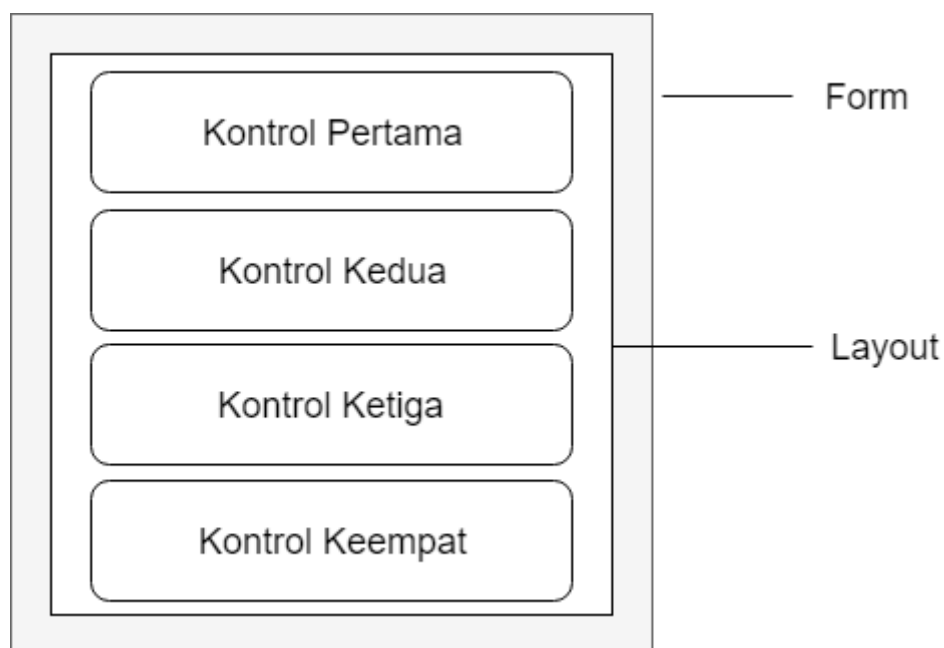 Kontrol Pertama
Form
Kontrol Kedua
Layout
Kontrol Ketiga
Kontrol Keempat